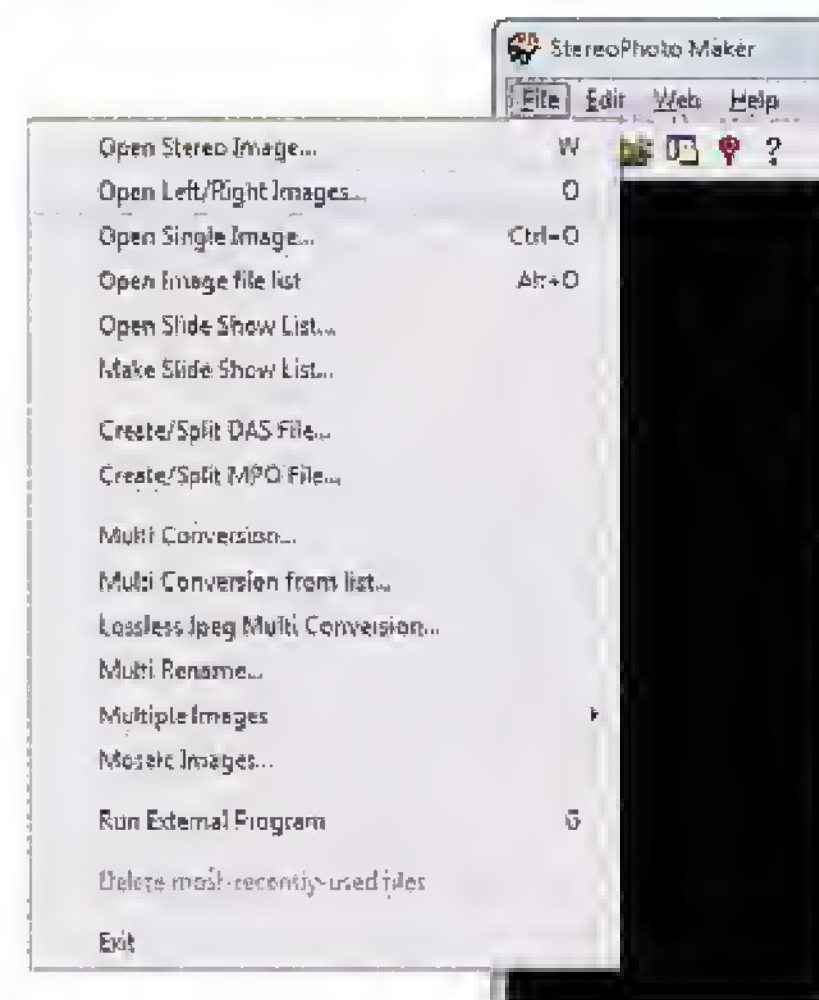 StereoPhoto Maker
File Edit Web Help
Open Stereo Image... W
Open Left/Right Images... O
Open Single Image... Ctrl+O
Open Image file list Alt+O
Open Slide Show List...
Make Slide Show List...
Create/Split DAS File...
Create/Split MPO File...
Multi Conversion...
Multi Conversion from list...
Lossless Jpeg Multi Conversion...
Multi Rename...
Multiple Images
Mosaic Images...
Run External Program G
Delete most-recently-used files
Exit